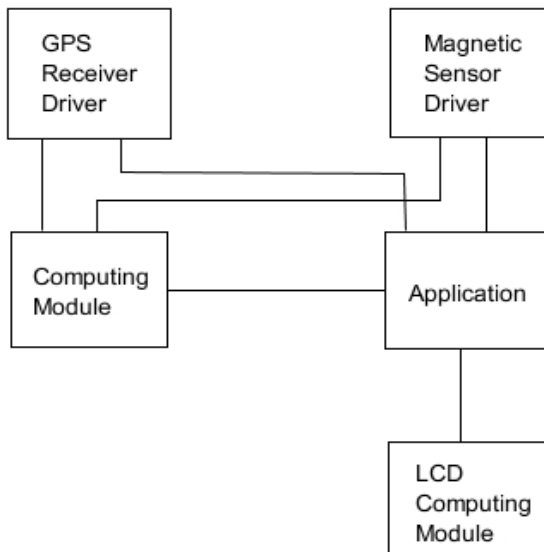 GPS
Receiver
Driver
Magnetic
Sensor
Driver
Computing
Module
Application
LCD
Computing
Module